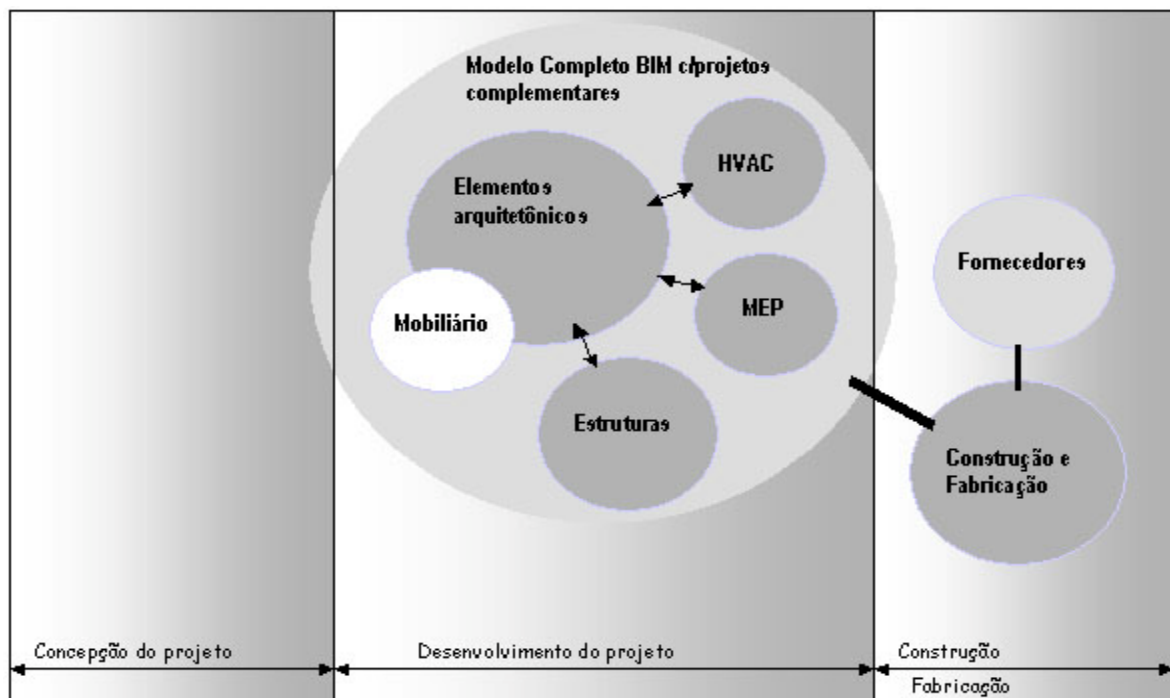 Modelo Completo BIM c/projetos
complementares
HVAC
Elementos
arquitetônicos
Fornecedores
MEP
Mobiliário
Estruturas
Construção e
Fabricação
Concepção do projeto
Desenvolvimento do projeto
Construção
Fabricação